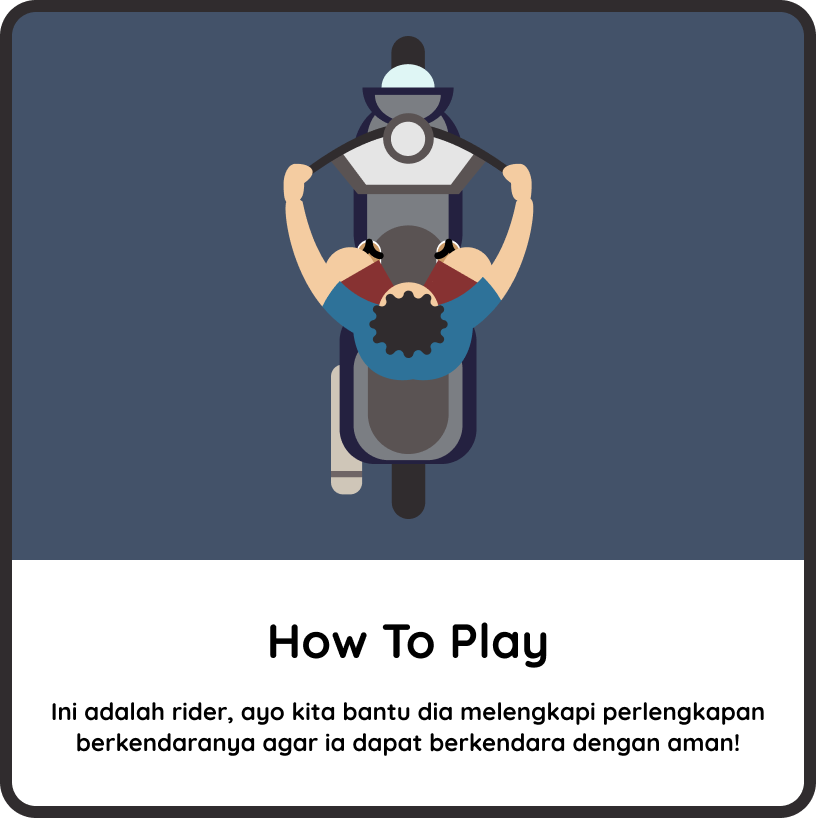 How To Play
Ini adalah rider, ayo kita bantu dia melengkapi perlengkapan
berkendaranya agar ia dapat berkendara dengan aman!